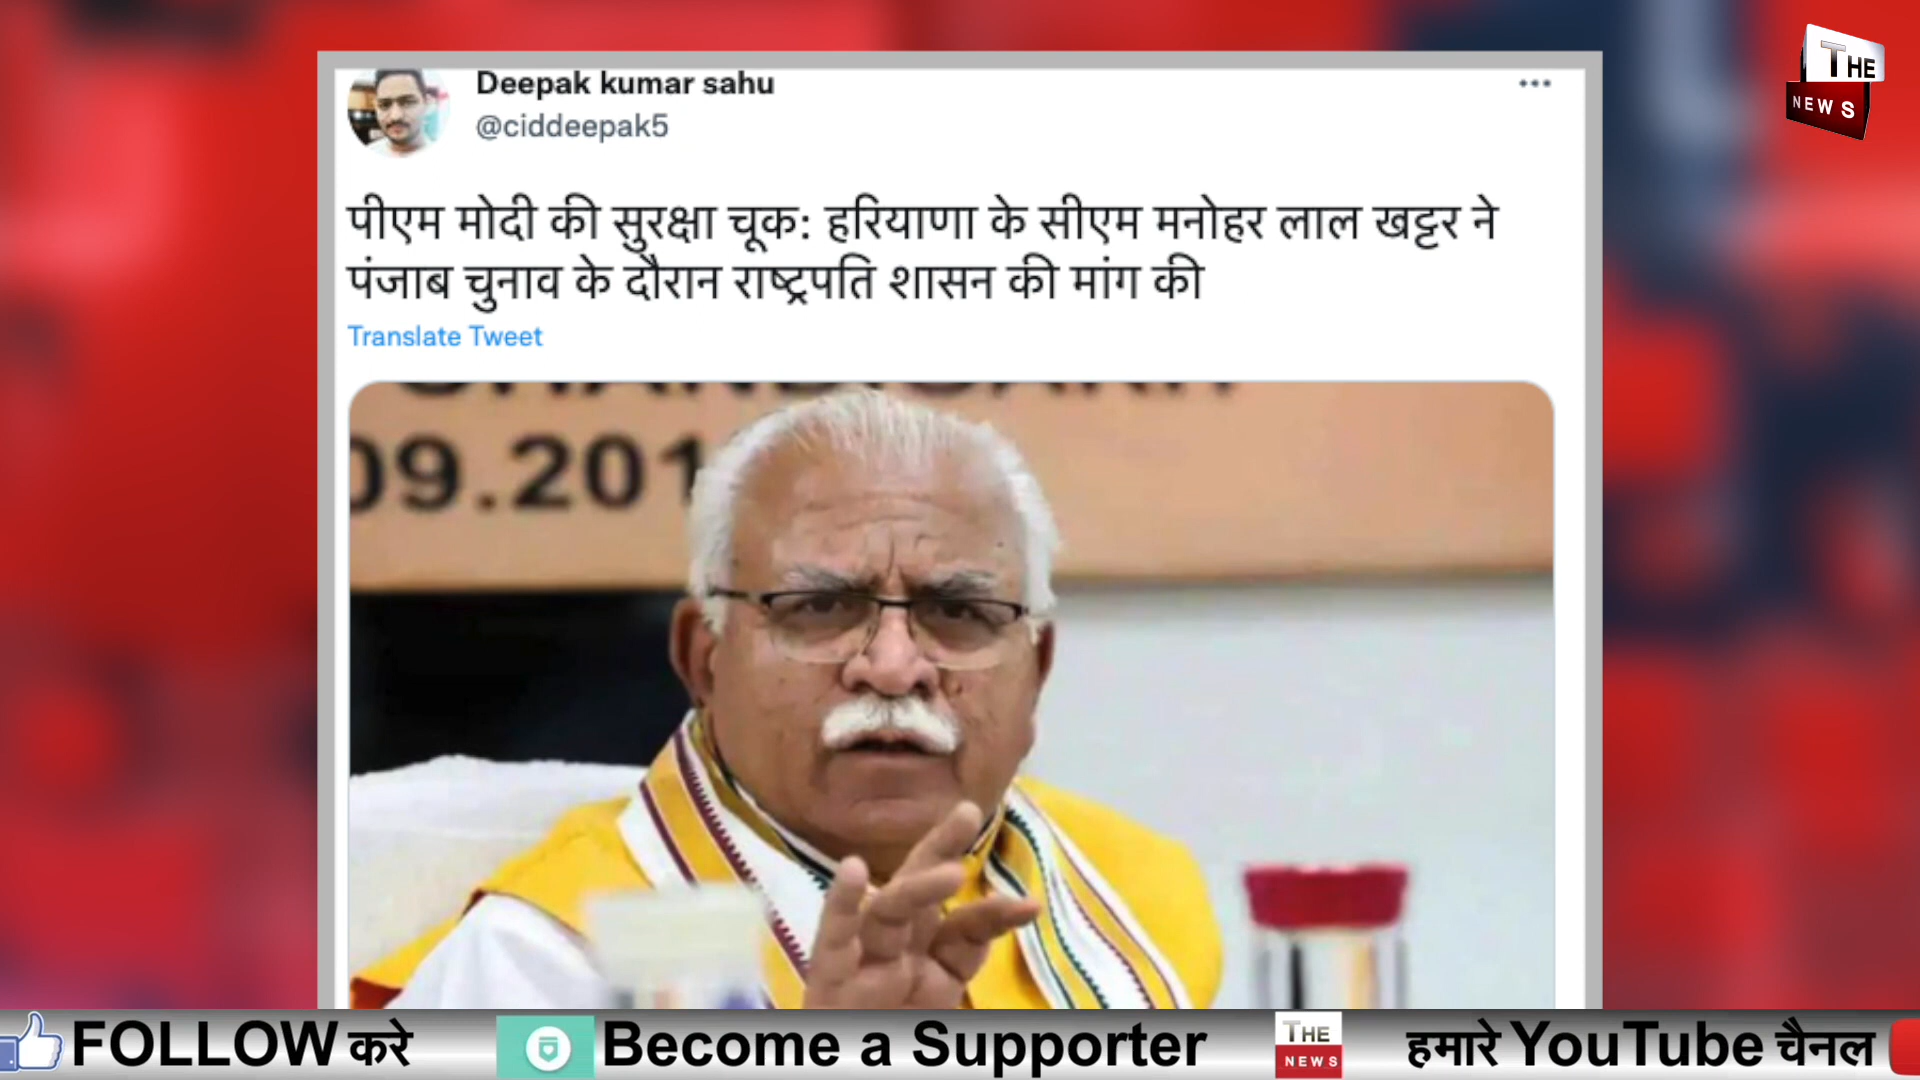 Deepak kumar sahu
@ciddeepak5
पीएम मोदी की सुरक्षा चूक: हरियाणा के सीएम मनोहर लाल खट्टर ने
पंजाब चुनाव के दौरान राष्ट्रपति शासन की मांग की
Translate Tweet
09.201
THE
NEWS
FOLLOW करे
Become a Supporter
THE
NEWS
हमारे YouTube चैनल